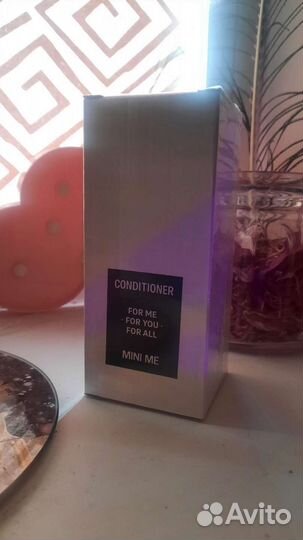 CONDITIONER
FOR ME
- FOR YOU -
FOR ALL
MINI ME
Avito